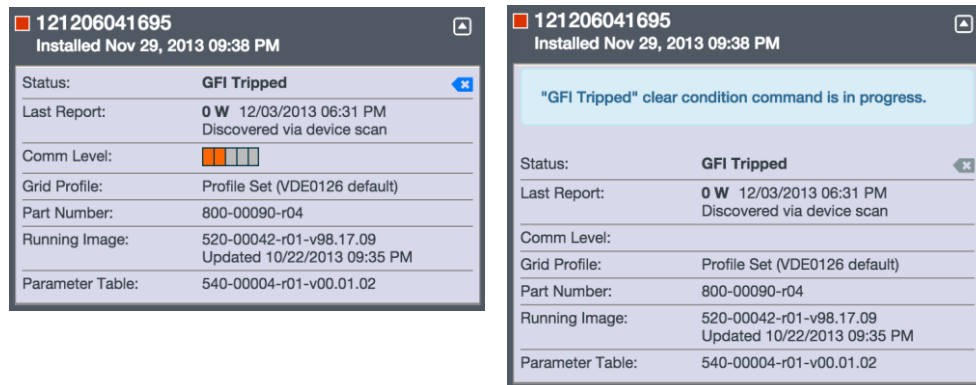 121206041695
Installed Nov 29, 2013 09:38 PM
Status: GFI Tripped
Last Report: 0 W 12/03/2013 06:31 PM
Discovered via device scan
Comm Level:
Grid Profile: Profile Set (VDE0126 default)
Part Number: 800-00090-r04
Running Image: 520-00042-r01-v98.17.09
Updated 10/22/2013 09:35 PM
Parameter Table: 540-00004-r01-v00.01.02
121206041695
Installed Nov 29, 2013 09:38 PM
"GFI Tripped" clear condition command is in progress.
Status: GFI Tripped
Last Report: 0 W 12/03/2013 06:31 PM
Discovered via device scan
Comm Level:
Grid Profile: Profile Set (VDE0126 default)
Part Number: 800-00090-r04
Running Image: 520-00042-r01-v98.17.09
Updated 10/22/2013 09:35 PM
Parameter Table: 540-00004-r01-v00.01.02